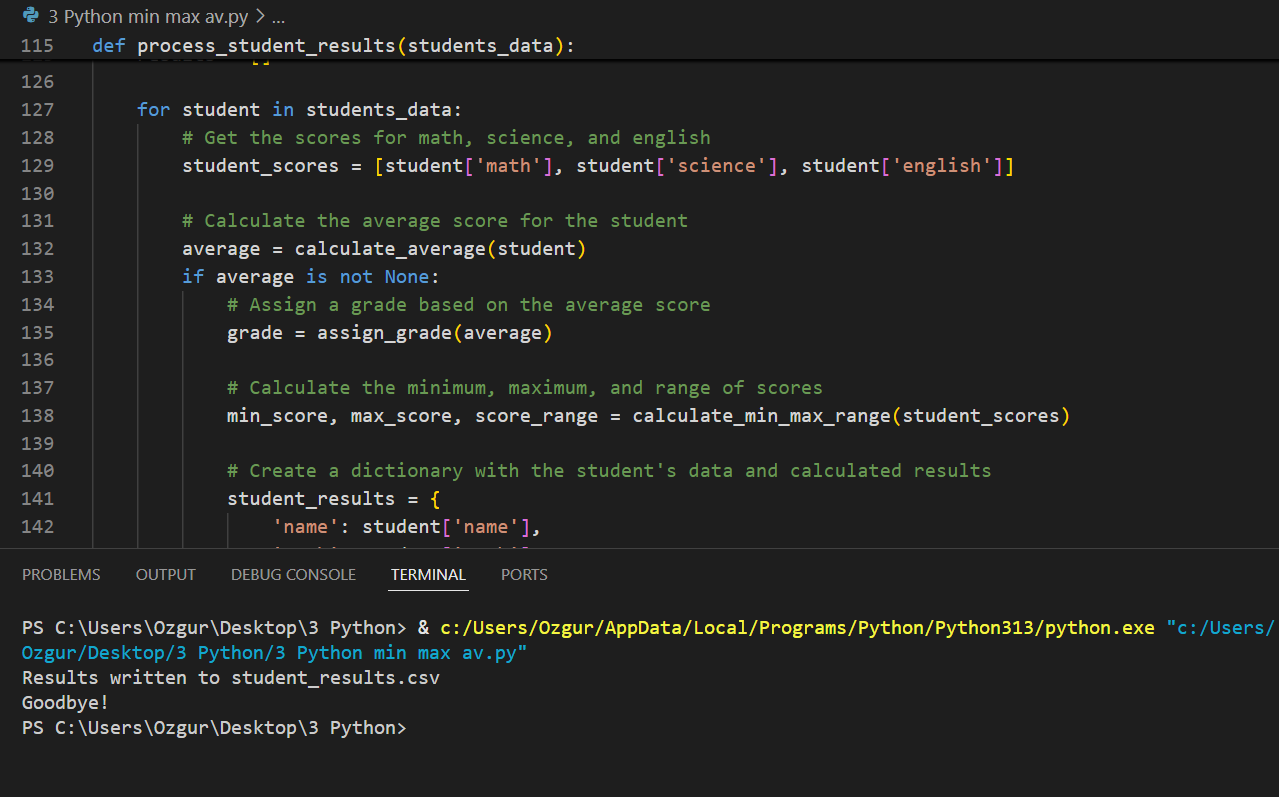 3 Python min max av.py > ...
115 def process_student_results(students_data):
126
127 for student in students_data:
128 # Get the scores for math, science, and english
129 student_scores = [student['math'], student['science'], student['english']]
130
131 # Calculate the average score for the student
132 average = calculate_average(student)
133 if average is not None:
134 # Assign a grade based on the average score
135 grade = assign_grade(average)
136
137 # Calculate the minimum, maximum, and range of scores
138 min_score, max_score, score_range = calculate_min_max_range(student_scores)
139
140 # Create a dictionary with the student's data and calculated results
141 student_results = {
142 'name': student['name'],
PROBLEMS OUTPUT DEBUG CONSOLE TERMINAL PORTS
PS C:\Users\Ozgur\Desktop\3 Python> & c:/Users/Ozgur/AppData/Local/Programs/Python/Python313/python.exe "c:/Users/
Ozgur/Desktop/3 Python/3 Python min max av.py"
Results written to student_results.csv
Goodbye!
PS C:\Users\Ozgur\Desktop\3 Python>